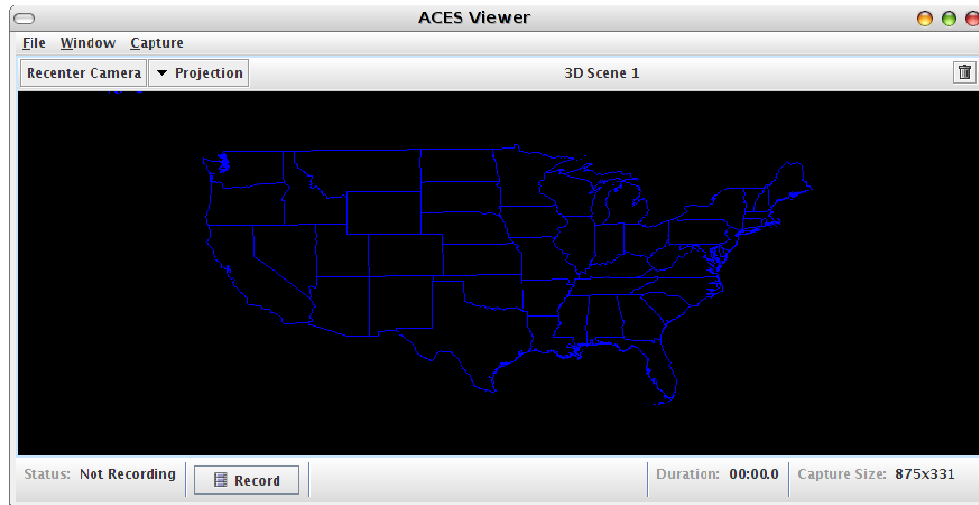 ACES Viewer
File Window Capture
Recenter Camera Projection 3D Scene 1
Status: Not Recording Record Duration: 00:00.0 Capture Size: 875x331